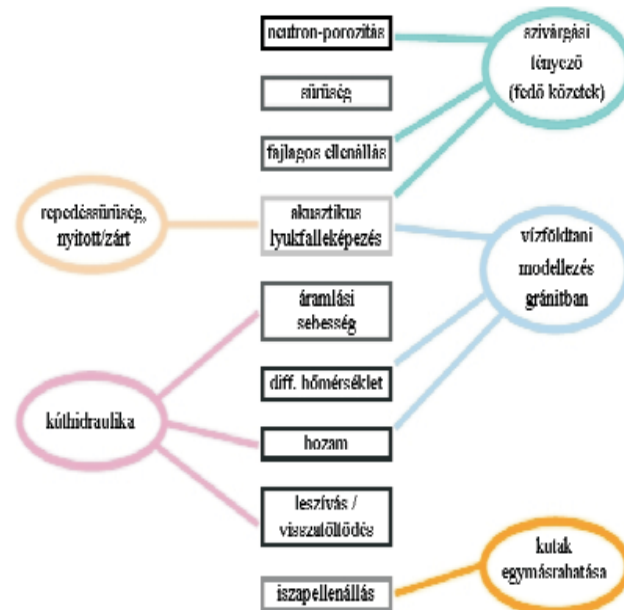 neutron-porozitás
sűrűség
fajlagos ellenállás
akusztikus
lyukfalleképezés
áramlási
sebesség
diff. hőmérséklet
hozam
leszívás /
visszatöltődés
iszapellenállás
repedéssűrűség,
nyitott/zárt
kúthidraulika
szivárgási
tényező
(fedő kőzetek)
vízföldtani
modellezés
gránitban
kutak
egymásrahatása